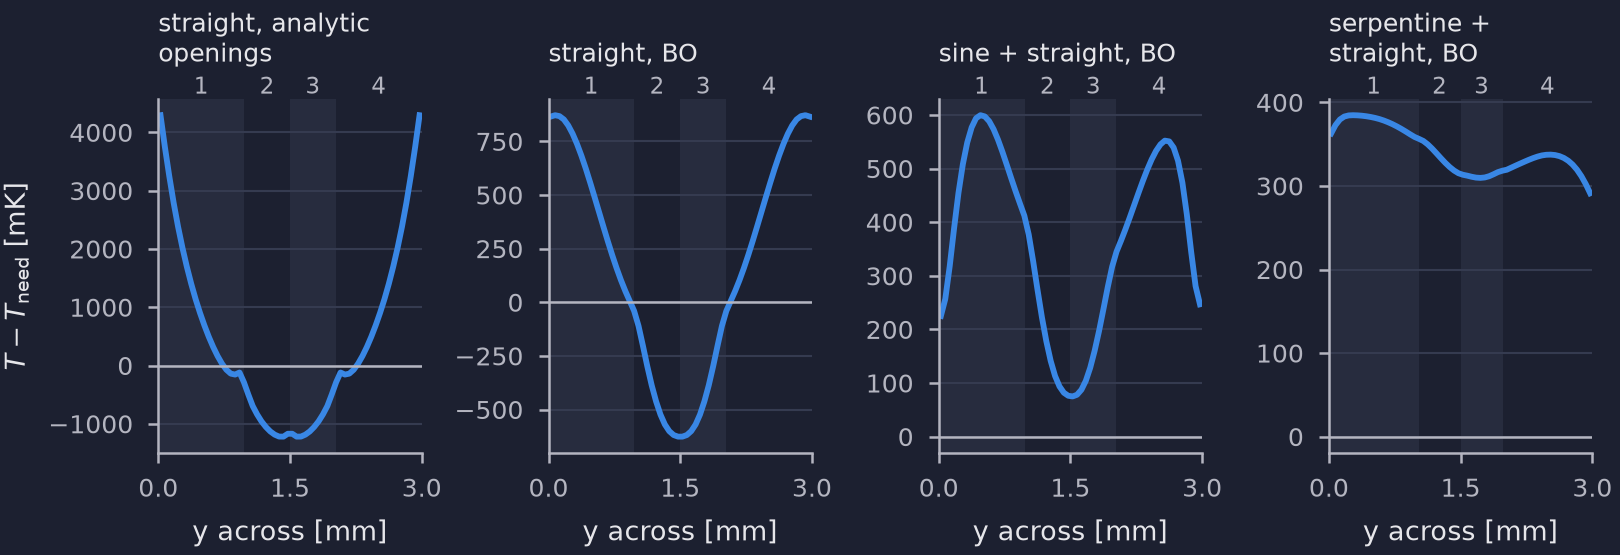 straight, analytic
openings
1 2 3 4
4000
3000
2000
1000
0
−1000
T − Tneed [mK]
0.0 1.5 3.0
y across [mm]
straight, BO
1 2 3 4
750
500
250
0
−250
−500
0.0 1.5 3.0
y across [mm]
sine + straight, BO
1 2 3 4
600
500
400
300
200
100
0
0.0 1.5 3.0
y across [mm]
serpentine +
straight, BO
1 2 3 4
400
300
200
100
0
0.0 1.5 3.0
y across [mm]